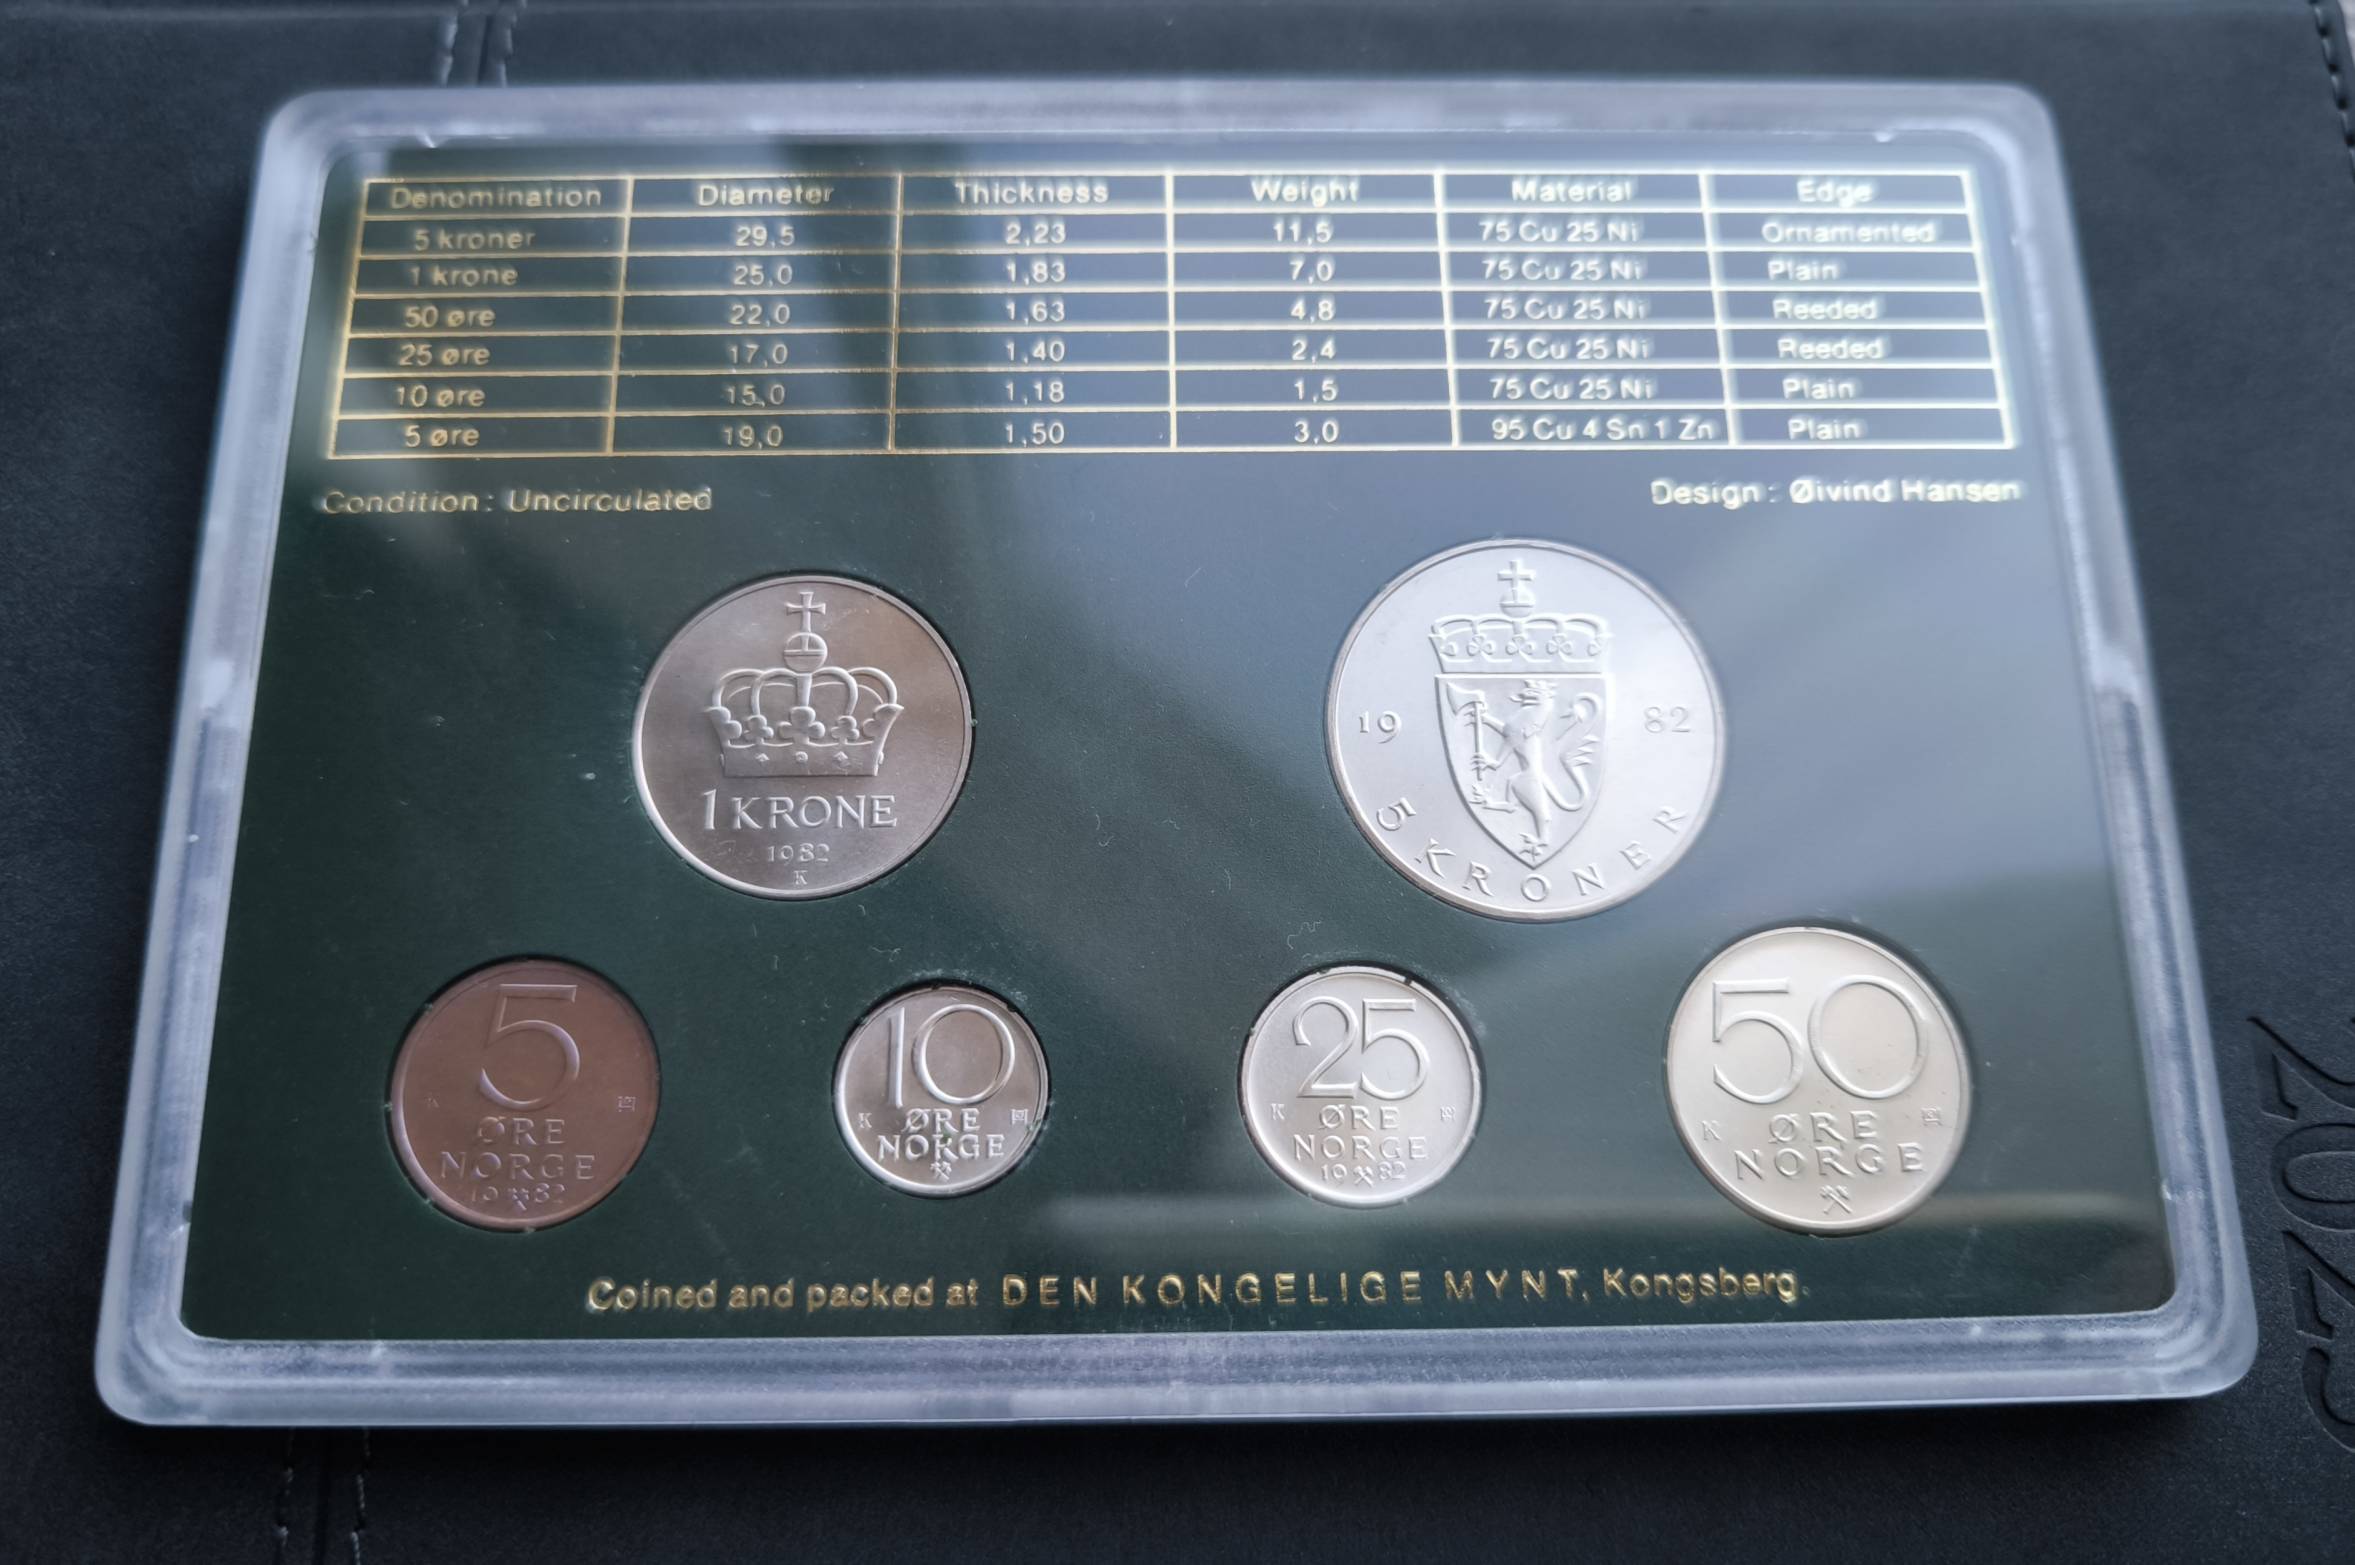 Denomination Diameter Thickness Weight Material Edge
5 kroner 29,5 2,23 11,5 75 Cu 25 Ni Ornamented
1 krone 25,0 1,83 7,0 75 Cu 25 Ni Plain
50 øre 22,0 1,63 4,8 75 Cu 25 Ni Reeded
25 øre 17,0 1,40 2,4 75 Cu 25 Ni Reeded
10 øre 15,0 1,18 1,5 75 Cu 25 Ni Plain
5 øre 19,0 1,50 3,0 95 Cu 4 Sn 1 Zn Plain
Condition: Uncirculated
Design: Øivind Hansen
1 KRONE
1982
K
19 82
5 KRONER
5
K
ØRE
NORGE
19 82
10
K
ØRE
NORGE
25
K
ØRE
NORGE
19 82
50
K
ØRE
NORGE
Coined and packed at DEN KONGELIGE MYNT, Kongsberg.
2025